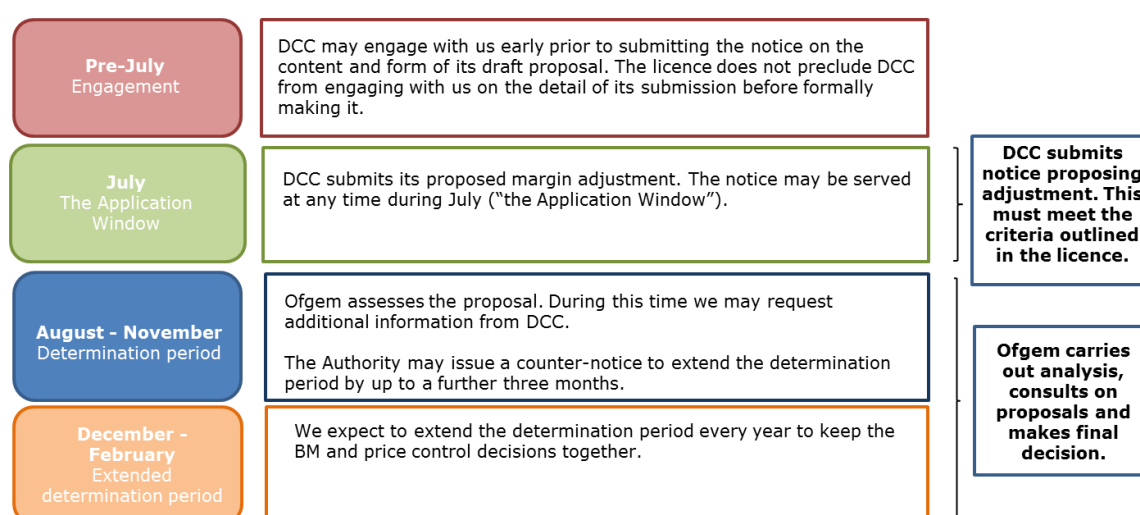 Pre-July
Engagement
DCC may engage with us early prior to submitting the notice on the
content and form of its draft proposal. The licence does not preclude DCC
from engaging with us on the detail of its submission before formally
making it.
July
The Application
Window
DCC submits its proposed margin adjustment. The notice may be served
at any time during July (“the Application Window”).
DCC submits
notice proposing
adjustment. This
must meet the
criteria outlined
in the licence.
August - November
Determination period
Ofgem assesses the proposal. During this time we may request
additional information from DCC.
The Authority may issue a counter-notice to extend the determination
period by up to a further three months.
December -
February
Extended
determination period
We expect to extend the determination period every year to keep the
BM and price control decisions together.
Ofgem carries
out analysis,
consults on
proposals and
makes final
decision.